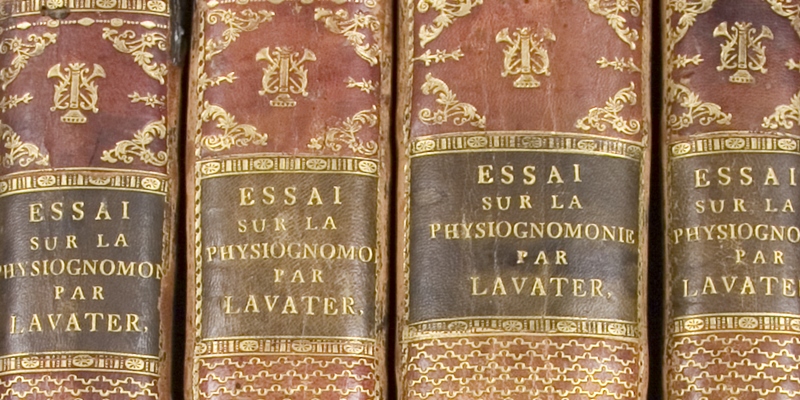 ESSAI
SUR LA
PHYSIOGNOMON
PAR
LAVATER,
ESSAI
SUR LA
PHYSIOGNOMO
PAR
LAVATER,
ESSAI
SUR LA
PHYSIOGNOMONIE
PAR
LAVATER,
ESSAI
SUR LA
PHYSIOGNO
PAR
LAVATE